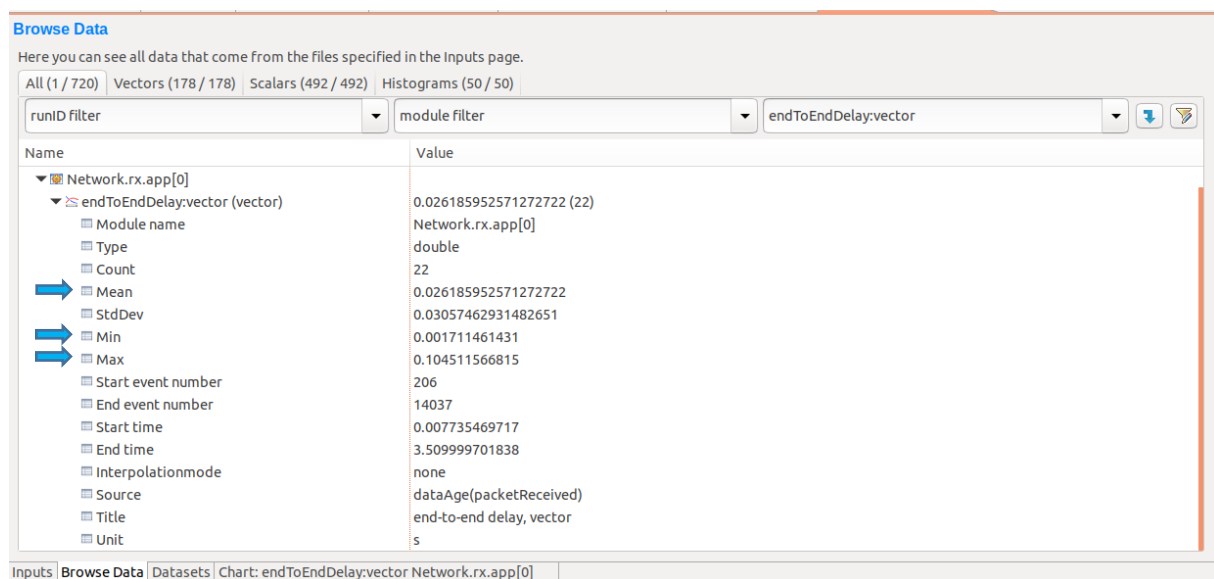 Browse Data
Here you can see all data that come from the files specified in the Inputs page.
All (1 / 720) Vectors (178 / 178) Scalars (492 / 492) Histograms (50 / 50)
runID filter module filter endToEndDelay:vector
Name Value
Network.rx.app[0]
endToEndDelay:vector (vector) 0.026185952571272722 (22)
Module name Network.rx.app[0]
Type double
Count 22
Mean 0.026185952571272722
StdDev 0.03057462931482651
Min 0.001711461431
Max 0.104511566815
Start event number 206
End event number 14037
Start time 0.007735469717
End time 3.509999701838
Interpolationmode none
Source dataAge(packetReceived)
Title end-to-end delay, vector
Unit s
Inputs Browse Data Datasets Chart: endToEndDelay:vector Network.rx.app[0]